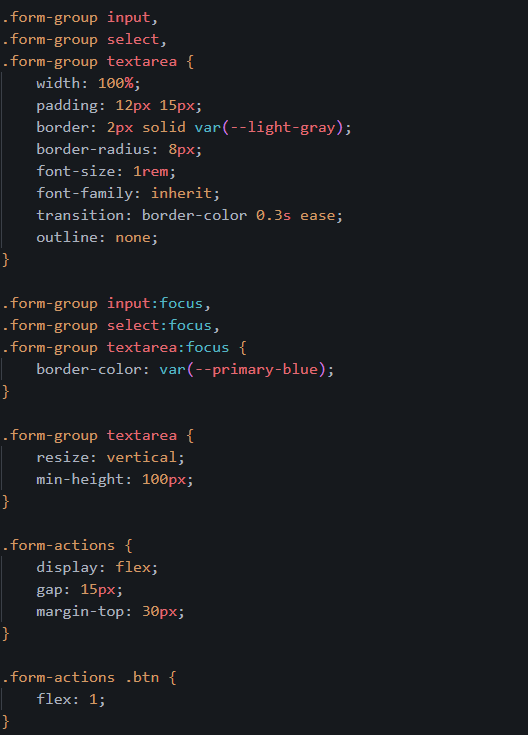 .form-group input,
.form-group select,
.form-group textarea {
    width: 100%;
    padding: 12px 15px;
    border: 2px solid var(--light-gray);
    border-radius: 8px;
    font-size: 1rem;
    font-family: inherit;
    transition: border-color 0.3s ease;
    outline: none;
}

.form-group input:focus,
.form-group select:focus,
.form-group textarea:focus {
    border-color: var(--primary-blue);
}

.form-group textarea {
    resize: vertical;
    min-height: 100px;
}

.form-actions {
    display: flex;
    gap: 15px;
    margin-top: 30px;
}

.form-actions .btn {
    flex: 1;
}